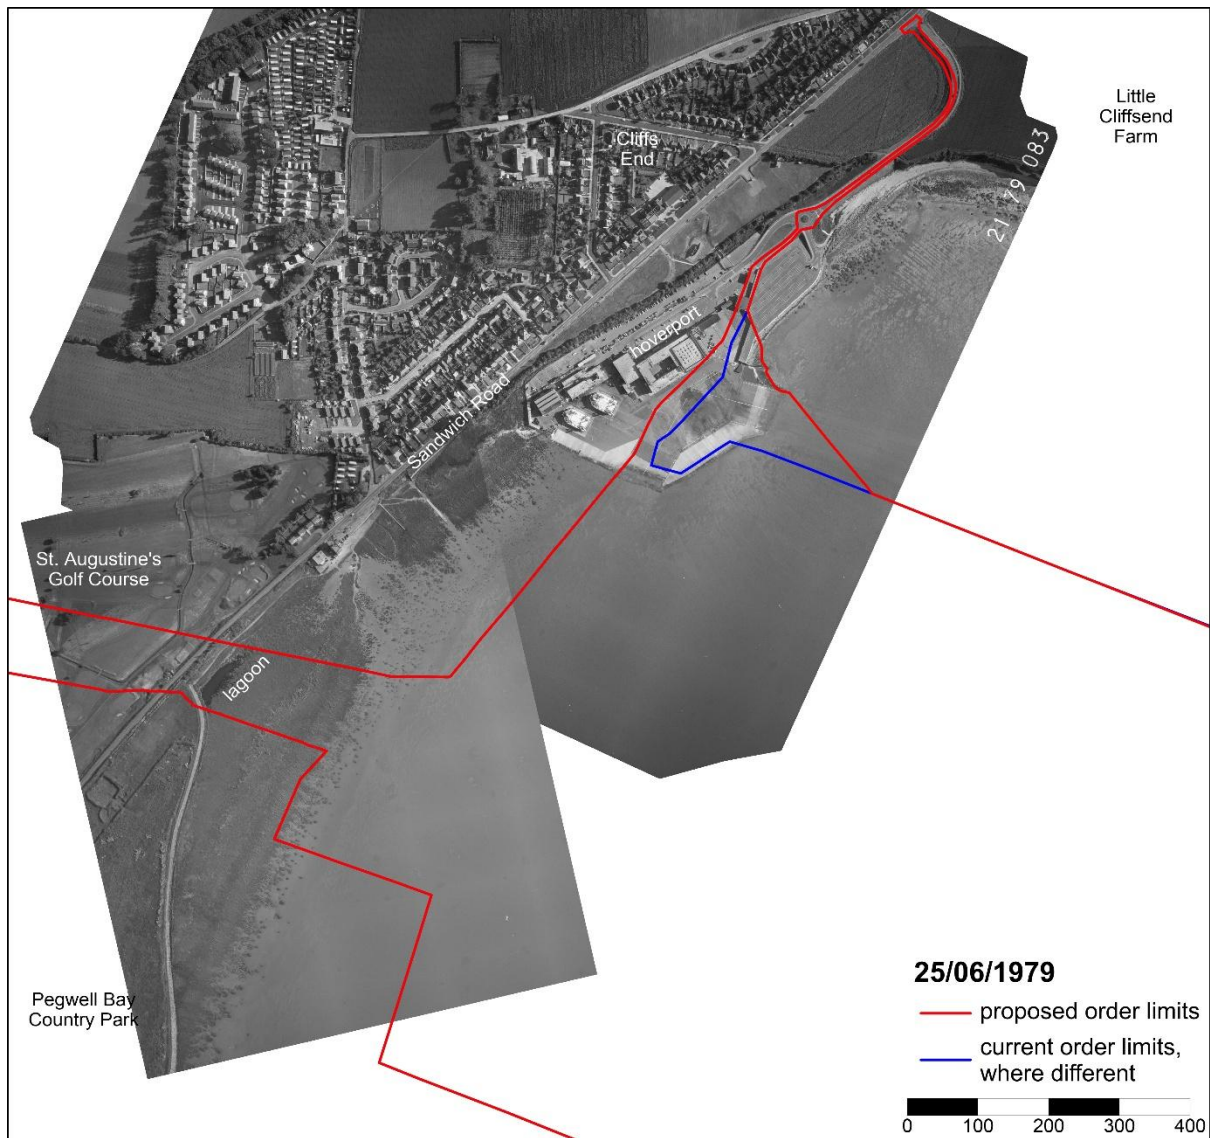 Little
Cliffsend
Farm
Cliffs
End
21 79 083
hoverport
Sandwich Road
St. Augustine's
Golf Course
lagoon
Pegwell Bay
Country Park
25/06/1979
proposed order limits
current order limits,
where different
0 100 200 300 400